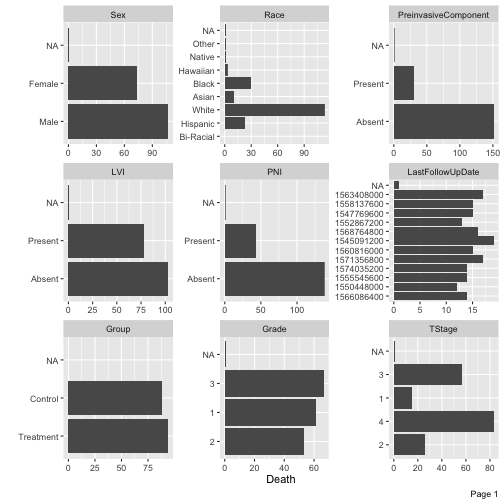 Sex
NA
Female
Male
0 30 60 90
Race
NA
Other
Native
Hawaiian
Black
Asian
White
Hispanic
Bi-Racial
0 30 60 90
PreinvasiveComponent
NA
Present
Absent
0 50 100 150
LVI
NA
Present
Absent
0 25 50 75 100
PNI
NA
Present
Absent
0 50 100
LastFollowUpDate
NA
1563408000
1558137600
1547769600
1552867200
1568764800
1545091200
1560816000
1571356800
1574035200
1555545600
1550448000
1566086400
0 5 10 15
Group
NA
Control
Treatment
0 25 50 75
Grade
NA
3
1
2
0 20 40 60
TStage
NA
3
1
4
2
0 20 40 60 80
Death
Page 1